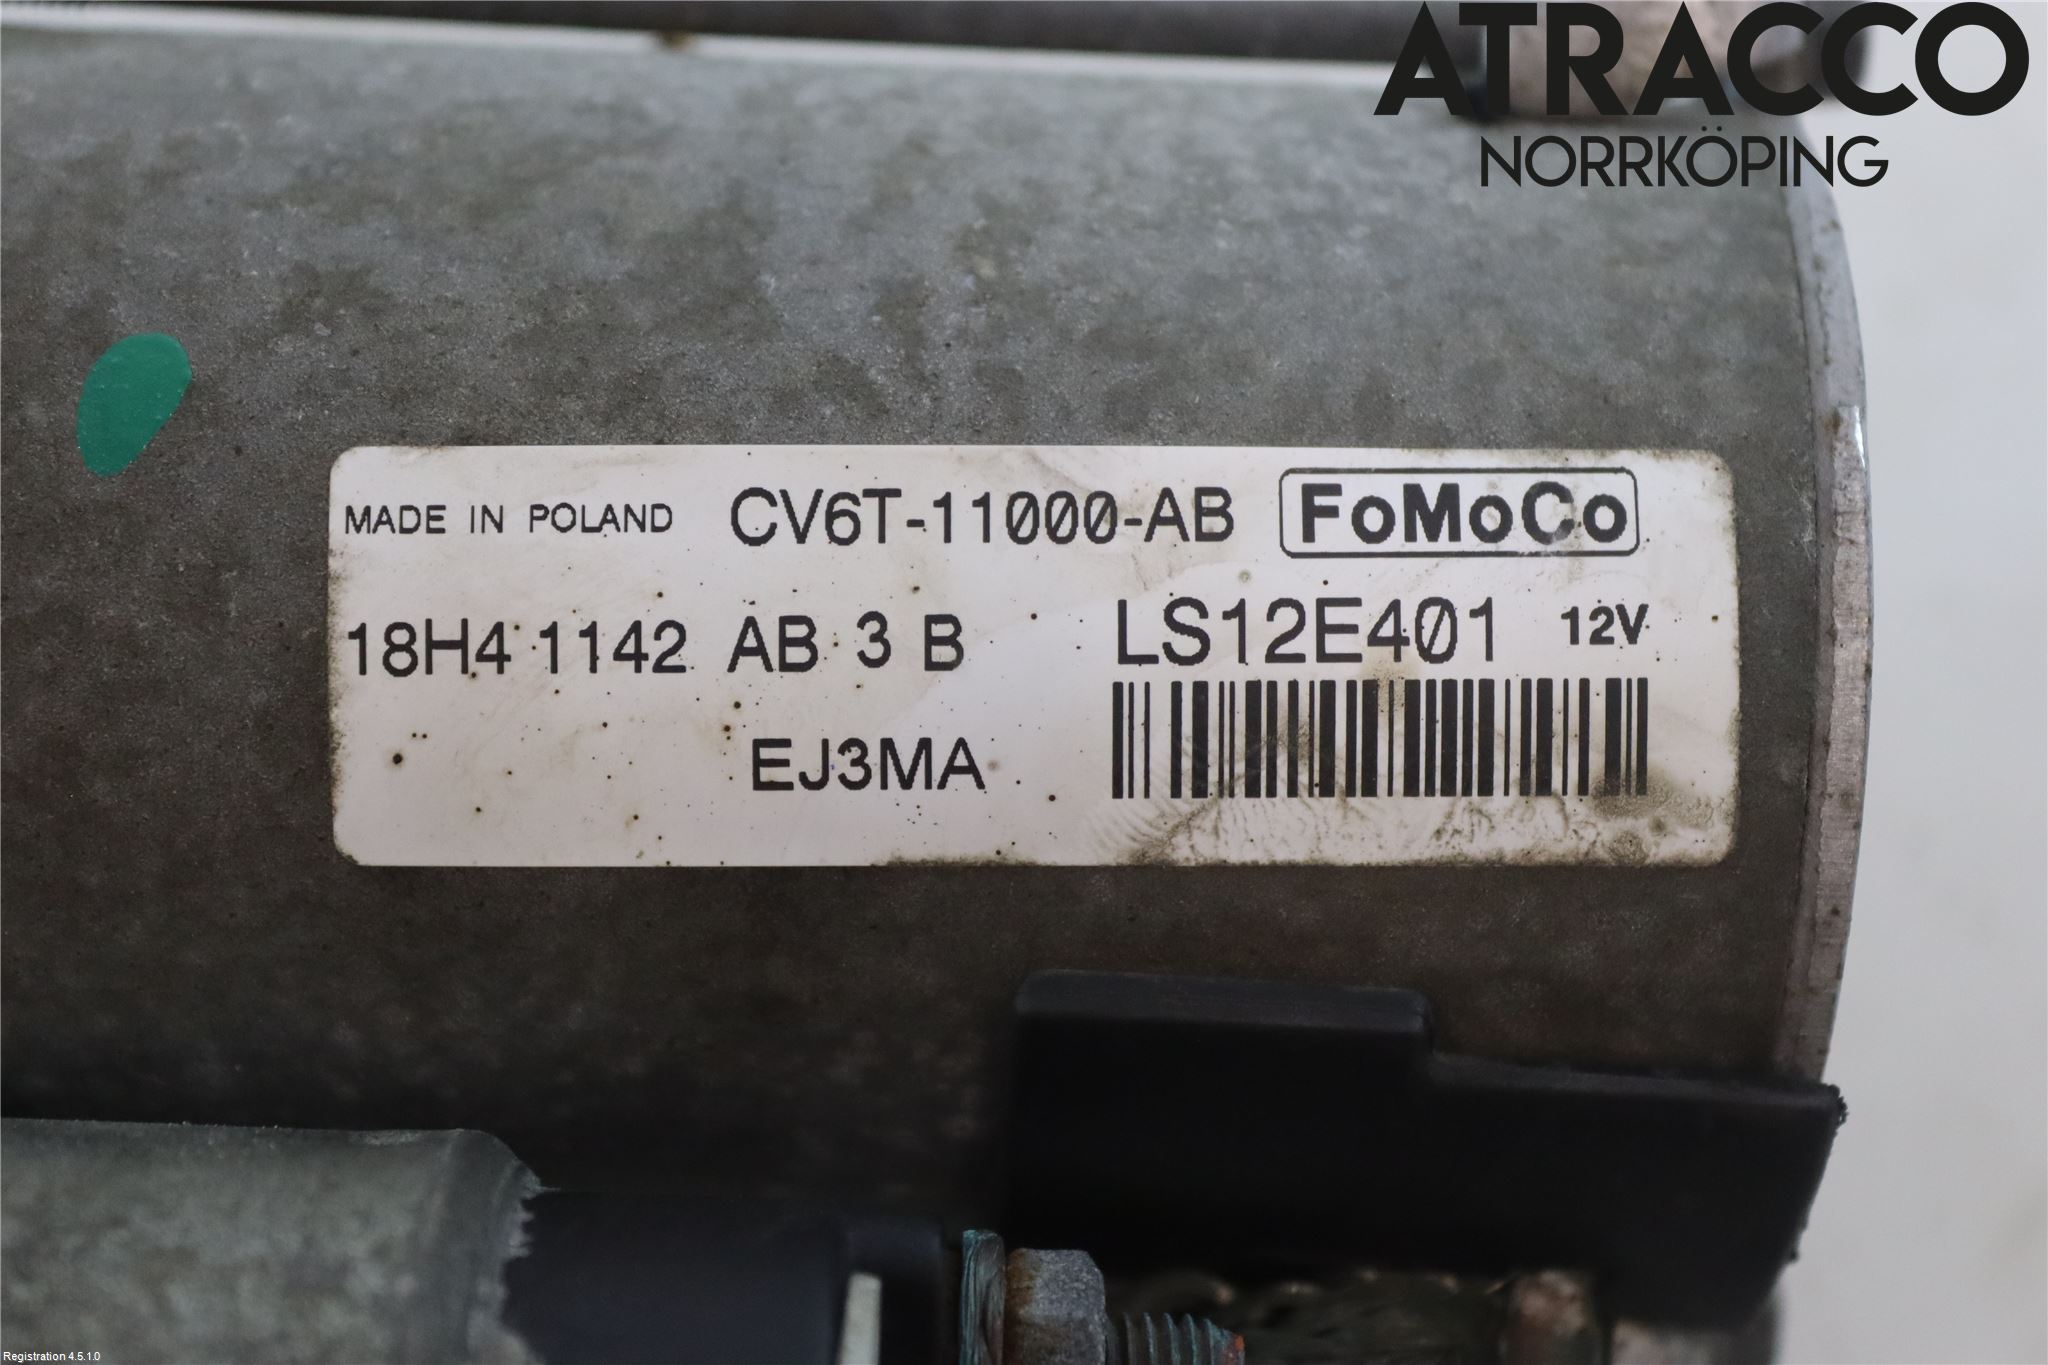 ATRACCO
NORRKÖPING
MADE IN POLAND CV6T-11000-AB FoMoCo
18H4 1142 AB 3 B LS12E401 12V
EJ3MA
Registration 4.5.1.0